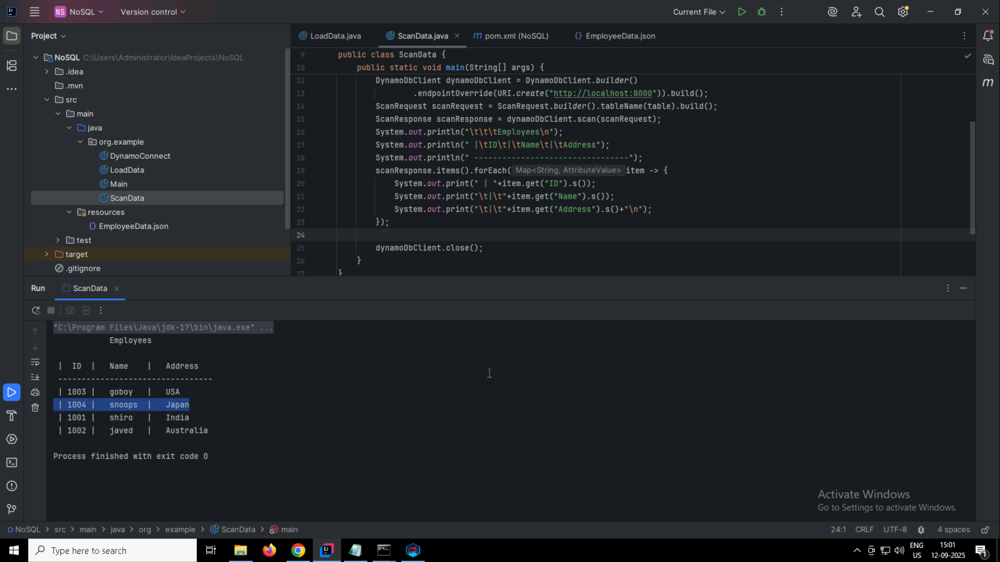 NS NoSQL Version control Current File
Project LoadData.java ScanData.java m pom.xml (NoSQL) {} EmployeeData.json
NoSQL C:\Users\Administrator\IdeaProjects\NoSQL
.idea
.mvn
src
main
java
org.example
DynamoConnect
LoadData
Main
ScanData
resources
{} EmployeeData.json
test
target
.gitignore
9 public class ScanData {
10 public static void main(String[] args) {
12 DynamoDbClient dynamoDbClient = DynamoDbClient.builder()
13 .endpointOverride(URI.create("http://localhost:8000")).build();
14 ScanRequest scanRequest = ScanRequest.builder().tableName(table).build();
15 ScanResponse scanResponse = dynamoDbClient.scan(scanRequest);
16 System.out.println("\t\t\tEmployees\n");
17 System.out.println(" |\tID\t|\tName\t|\tAddress");
18 System.out.println(" ---------------------------------");
19 scanResponse.items().forEach( Map<String, AttributeValue> item -> {
20 System.out.print(" | "+item.get("ID").s());
21 System.out.print("\t|\t"+item.get("Name").s());
22 System.out.print("\t|\t"+item.get("Address").s()+"\n");
23 });
24
25 dynamoDbClient.close();
26 }
27 }
Run ScanData
"C:\Program Files\Java\jdk-17\bin\java.exe" ...
Employees
| ID | Name | Address
---------------------------------
| 1003 | goboy | USA
| 1004 | snoops | Japan
| 1001 | shiro | India
| 1002 | javed | Australia
Process finished with exit code 0
Activate Windows
Go to Settings to activate Windows.
NoSQL > src > main > java > org > example > ScanData > main 24:1 CRLF UTF-8 4 spaces
Type here to search ENG US 15:01 12-09-2025 1